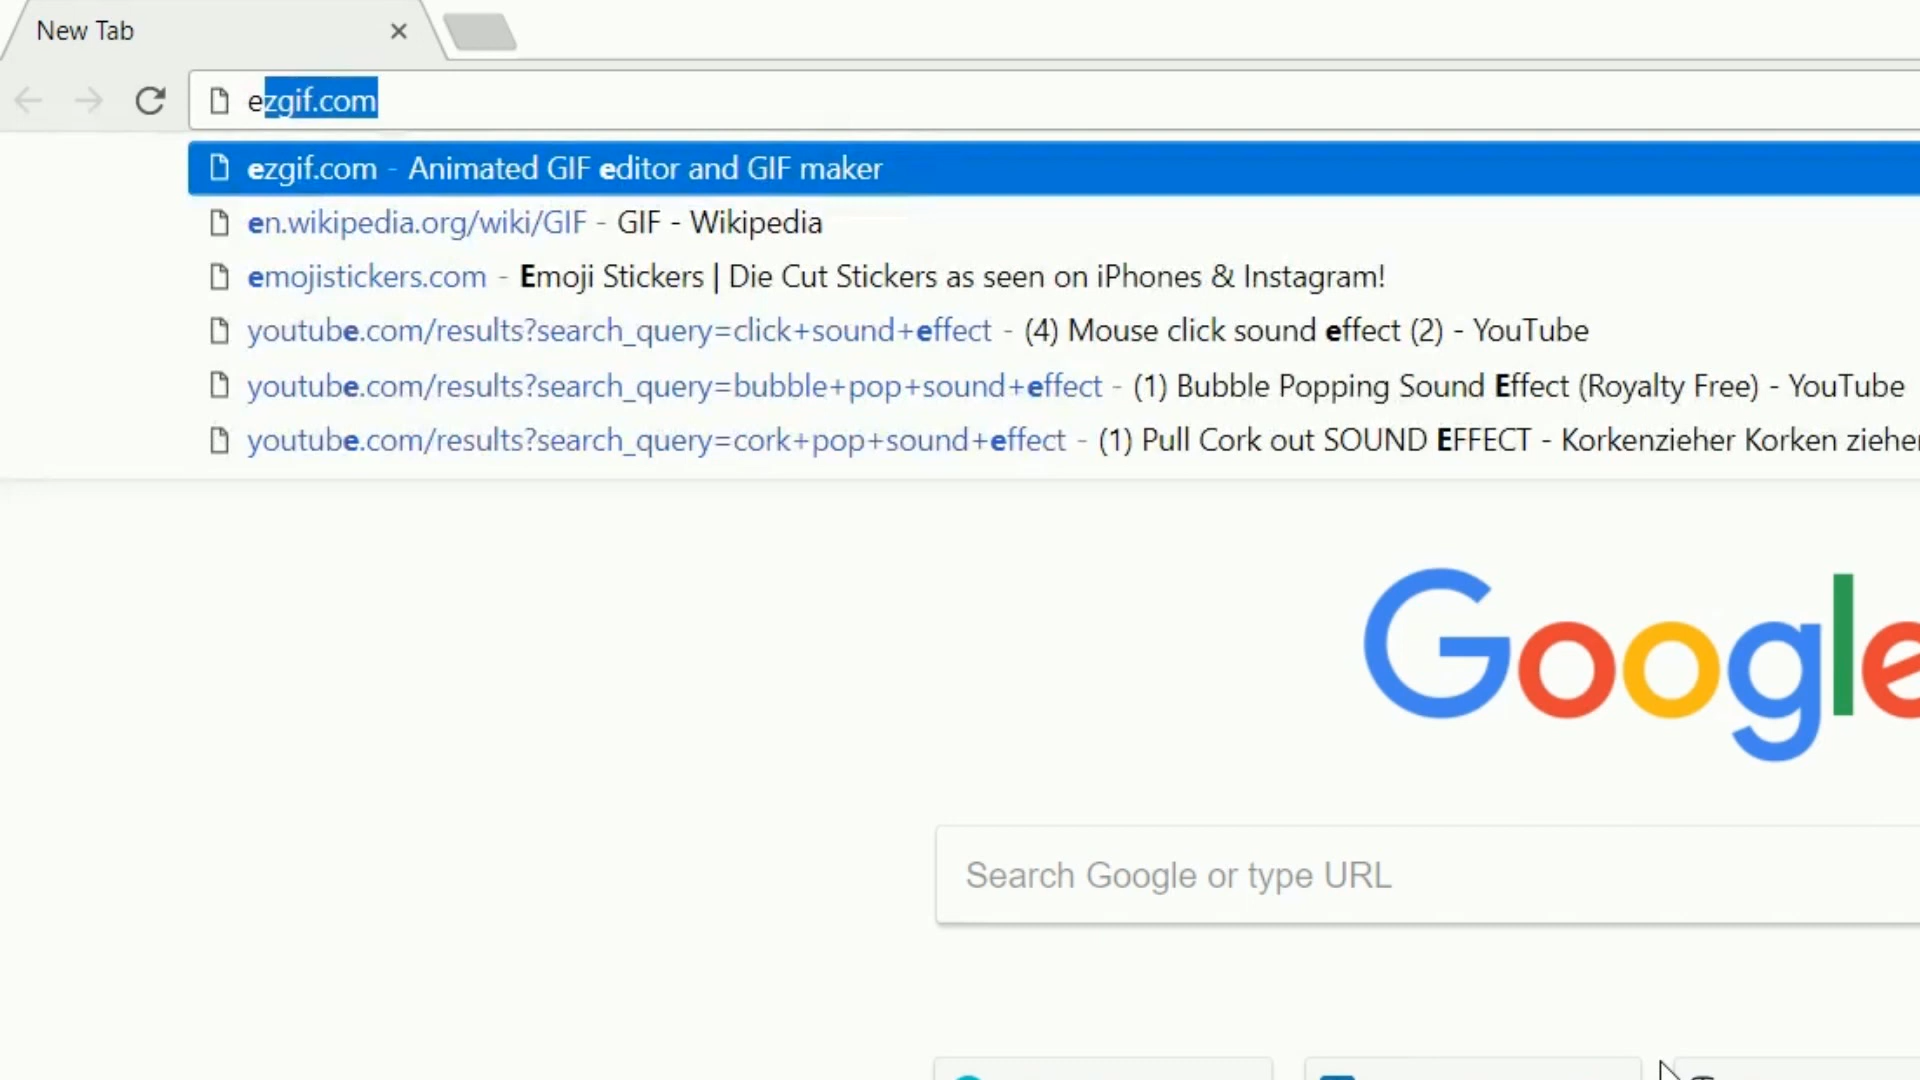 New Tab
ezgif.com
ezgif.com - Animated GIF editor and GIF maker
en.wikipedia.org/wiki/GIF - GIF - Wikipedia
emojistickers.com - Emoji Stickers | Die Cut Stickers as seen on iPhones & Instagram!
youtube.com/results?search_query=click+sound+effect - (4) Mouse click sound effect (2) - YouTube
youtube.com/results?search_query=bubble+pop+sound+effect - (1) Bubble Popping Sound Effect (Royalty Free) - YouTube
youtube.com/results?search_query=cork+pop+sound+effect - (1) Pull Cork out SOUND EFFECT - Korkenzieher Korken ziehen
Google
Search Google or type URL